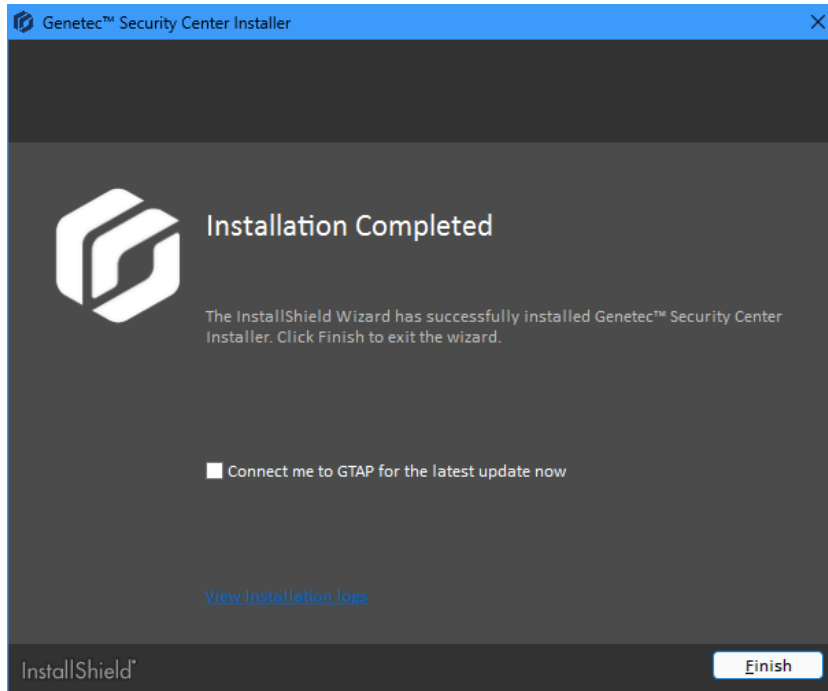 Genetec™ Security Center Installer
Installation Completed
The InstallShield Wizard has successfully installed Genetec™ Security Center
Installer. Click Finish to exit the wizard.
Connect me to GTAP for the latest update now
View Installation logs
InstallShield®
Finish